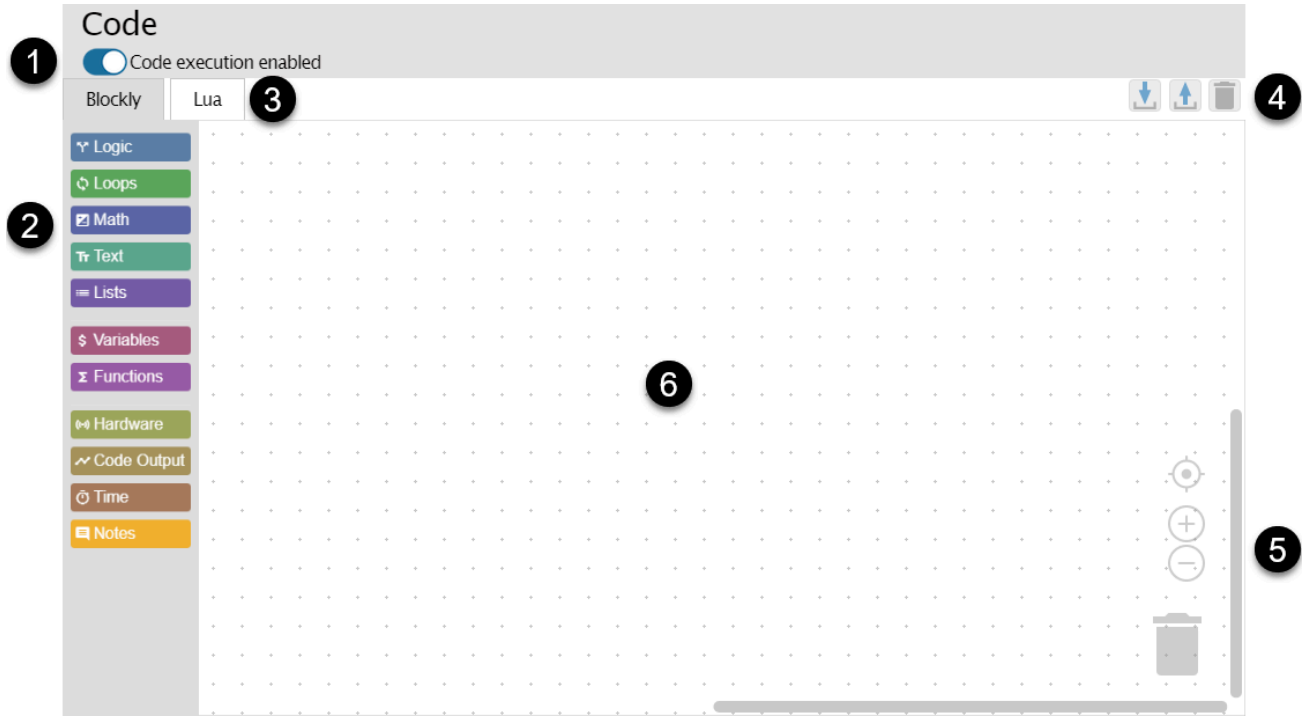 Code
1
Code execution enabled
Blockly
Lua
3
4
Logic
Loops
2
Math
Tr Text
Lists
$ Variables
Σ Functions
6
Hardware
Code Output
Time
Notes
5